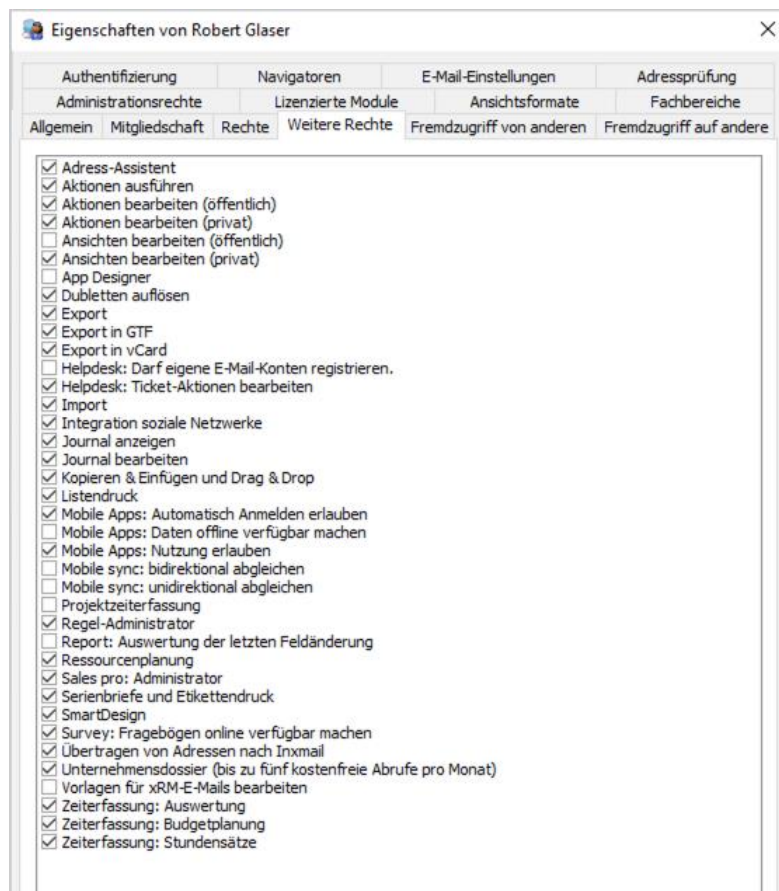 Eigenschaften von Robert Glaser
Authentifizierung Navigatoren E-Mail-Einstellungen Adressprüfung
Administrationsrechte Lizenzierte Module Ansichtsformate Fachbereiche
Allgemein Mitgliedschaft Rechte Weitere Rechte Fremdzugriff von anderen Fremdzugriff auf andere
Adress-Assistent
Aktionen ausführen
Aktionen bearbeiten (öffentlich)
Aktionen bearbeiten (privat)
Ansichten bearbeiten (öffentlich)
Ansichten bearbeiten (privat)
App Designer
Dubletten auflösen
Export
Export in GTF
Export in vCard
Helpdesk: Darf eigene E-Mail-Konten registrieren.
Helpdesk: Ticket-Aktionen bearbeiten
Import
Integration soziale Netzwerke
Journal anzeigen
Journal bearbeiten
Kopieren & Einfügen und Drag & Drop
Listendruck
Mobile Apps: Automatisch Anmelden erlauben
Mobile Apps: Daten offline verfügbar machen
Mobile Apps: Nutzung erlauben
Mobile sync: bidirektional abgleichen
Mobile sync: unidirektional abgleichen
Projektzeiterfassung
Regel-Administrator
Report: Auswertung der letzten Feldänderung
Ressourcenplanung
Sales pro: Administrator
Serienbriefe und Etikettendruck
SmartDesign
Survey: Fragebögen online verfügbar machen
Übertragen von Adressen nach Inxmail
Unternehmensdossier (bis zu fünf kostenfreie Abrufe pro Monat)
Vorlagen für xRM-E-Mails bearbeiten
Zeiterfassung: Auswertung
Zeiterfassung: Budgetplanung
Zeiterfassung: Stundensätze